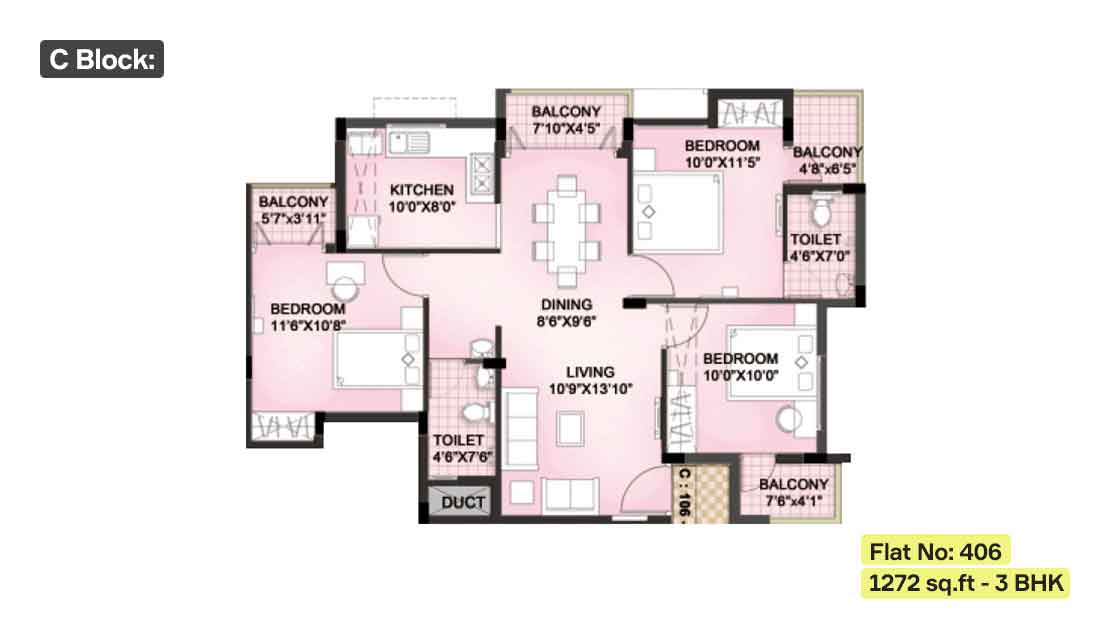 C Block:
BALCONY
7'10"X4'5"
BEDROOM
10'0"X11'5"
BALCONY
4'8"x6'5"
KITCHEN
10'0"X8'0"
BALCONY
5'7"x3'11"
TOILET
4'6"X7'0"
BEDROOM
11'6"X10'8"
DINING
8'6"X9'6"
BEDROOM
10'0"X10'0"
LIVING
10'9"X13'10"
TOILET
4'6"X7'6"
DUCT
C : 106 -
BALCONY
7'6"x4'1"
Flat No: 406
1272 sq.ft - 3 BHK